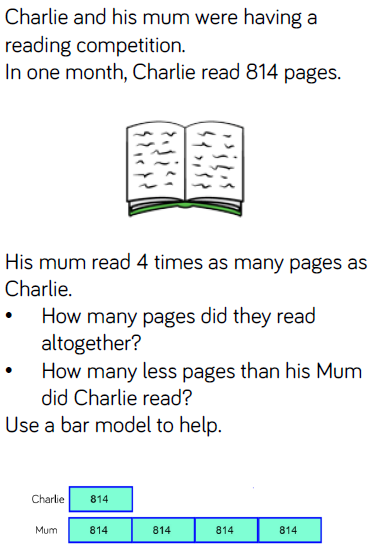 Charlie and his mum were having a
reading competition.
In one month, Charlie read 814 pages.
His mum read 4 times as many pages as
Charlie.
• How many pages did they read
altogether?
• How many less pages than his Mum
did Charlie read?
Use a bar model to help.
Charlie 814
Mum 814 814 814 814